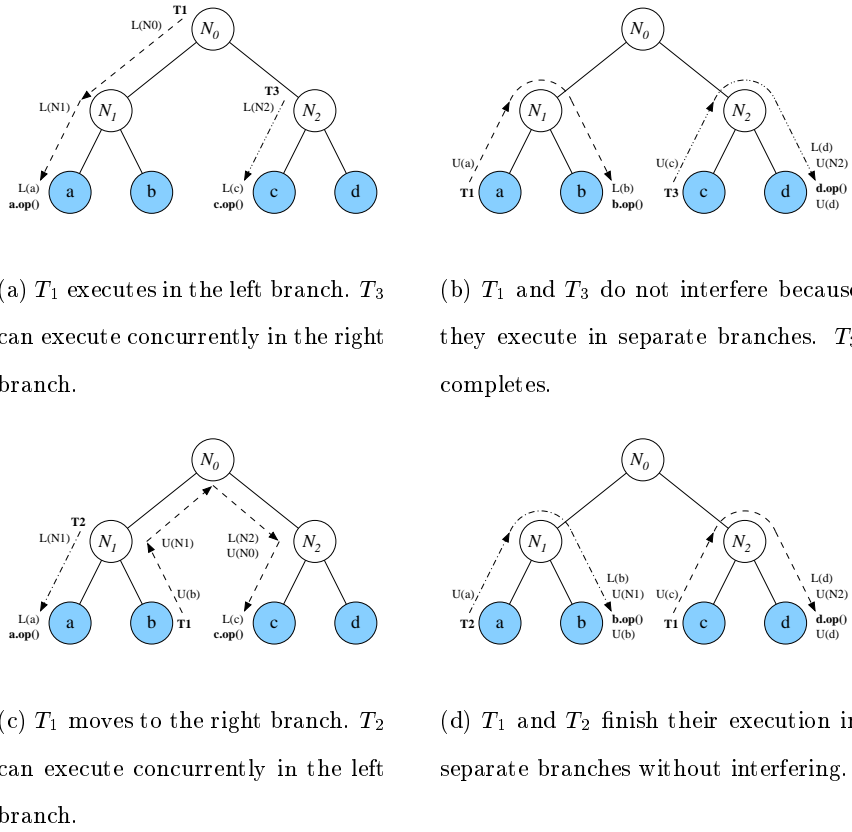 T1
L(N0)
N0
T3
L(N1)
N1
L(N2)
N2
L(a)
a.op()
a
b
L(c)
c.op()
c
d
N0
N1
N2
U(a)
T1
a
b
L(b)
b.op()
U(c)
T3
c
d
L(d)
U(N2)
d.op()
U(d)
(a) T1 executes in the left branch. T3
can execute concurrently in the right
branch.
(b) T1 and T3 do not interfere because
they execute in separate branches. T3
completes.
N0
T2
L(N1)
N1
U(N1)
L(N2)
U(N0)
N2
L(a)
a.op()
a
b
U(b)
T1
L(c)
c.op()
c
d
N0
N1
N2
U(a)
T2
a
b
L(b)
U(N1)
b.op()
U(b)
U(c)
T1
c
d
L(d)
U(N2)
d.op()
U(d)
(c) T1 moves to the right branch. T2
can execute concurrently in the left
branch.
(d) T1 and T2 finish their execution in
separate branches without interfering.